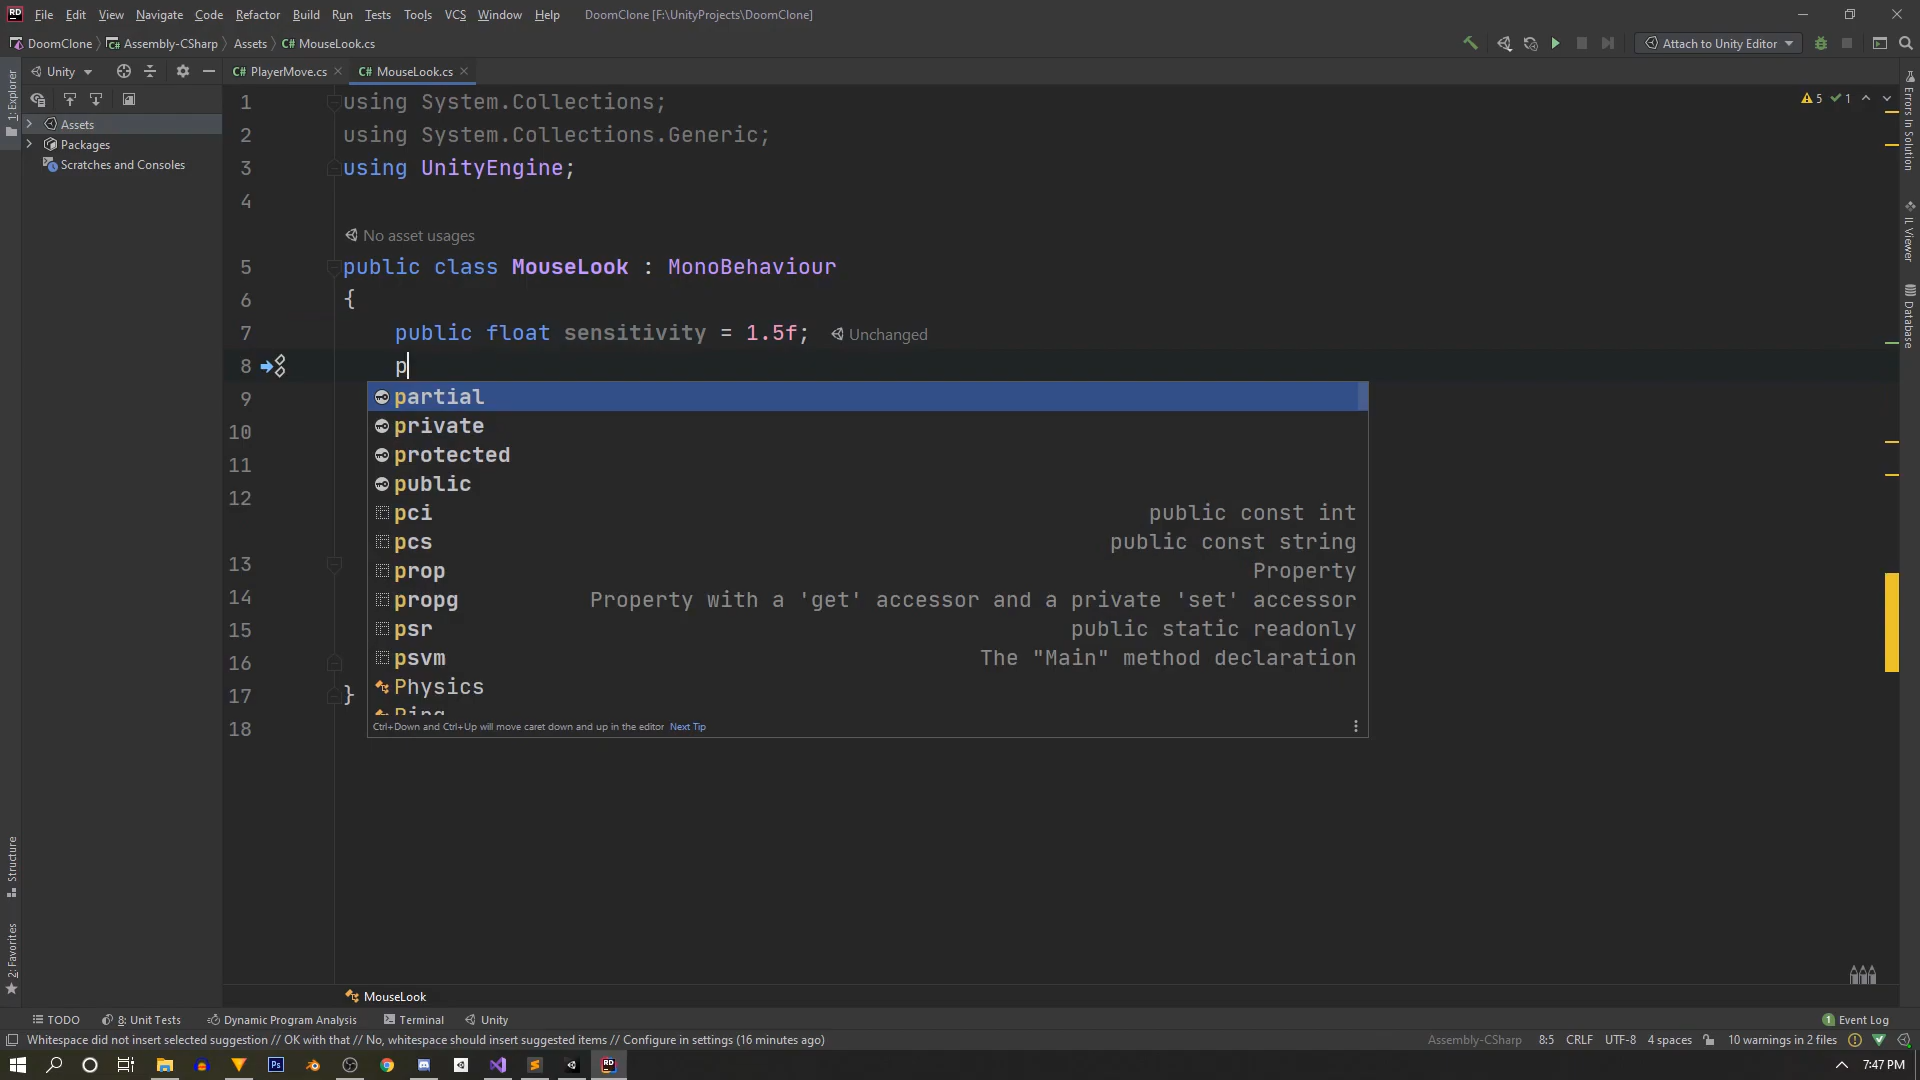 RD File Edit View Navigate Code Refactor Build Run Tests Tools VCS Window Help DoomClone [F:\UnityProjects\DoomClone]
DoomClone Assembly-CSharp Assets C# MouseLook.cs Attach to Unity Editor
Unity C# PlayerMove.cs C# MouseLook.cs
1: Explorer
Assets
Packages
Scratches and Consoles
1 using System.Collections;
2 using System.Collections.Generic;
3 using UnityEngine;
4
No asset usages
5 public class MouseLook : MonoBehaviour
6 {
7 public float sensitivity = 1.5f; Unchanged
8 p
9 partial
10 private
11 protected
12 public
pci public const int
pcs public const string
13 prop Property
14 propg Property with a 'get' accessor and a private 'set' accessor
15 psr public static readonly
16 psvm The "Main" method declaration
17 } Physics
18
Ctrl+Down and Ctrl+Up will move caret down and up in the editor Next Tip
5 1
Errors In Solution
IL Viewer
Database
Structure
2: Favorites
MouseLook
TODO 8: Unit Tests Dynamic Program Analysis Terminal Unity 1 Event Log
Whitespace did not insert selected suggestion // OK with that // No, whitespace should insert suggested items // Configure in settings (16 minutes ago) Assembly-CSharp 8:5 CRLF UTF-8 4 spaces 10 warnings in 2 files
Ps RD 7:47 PM